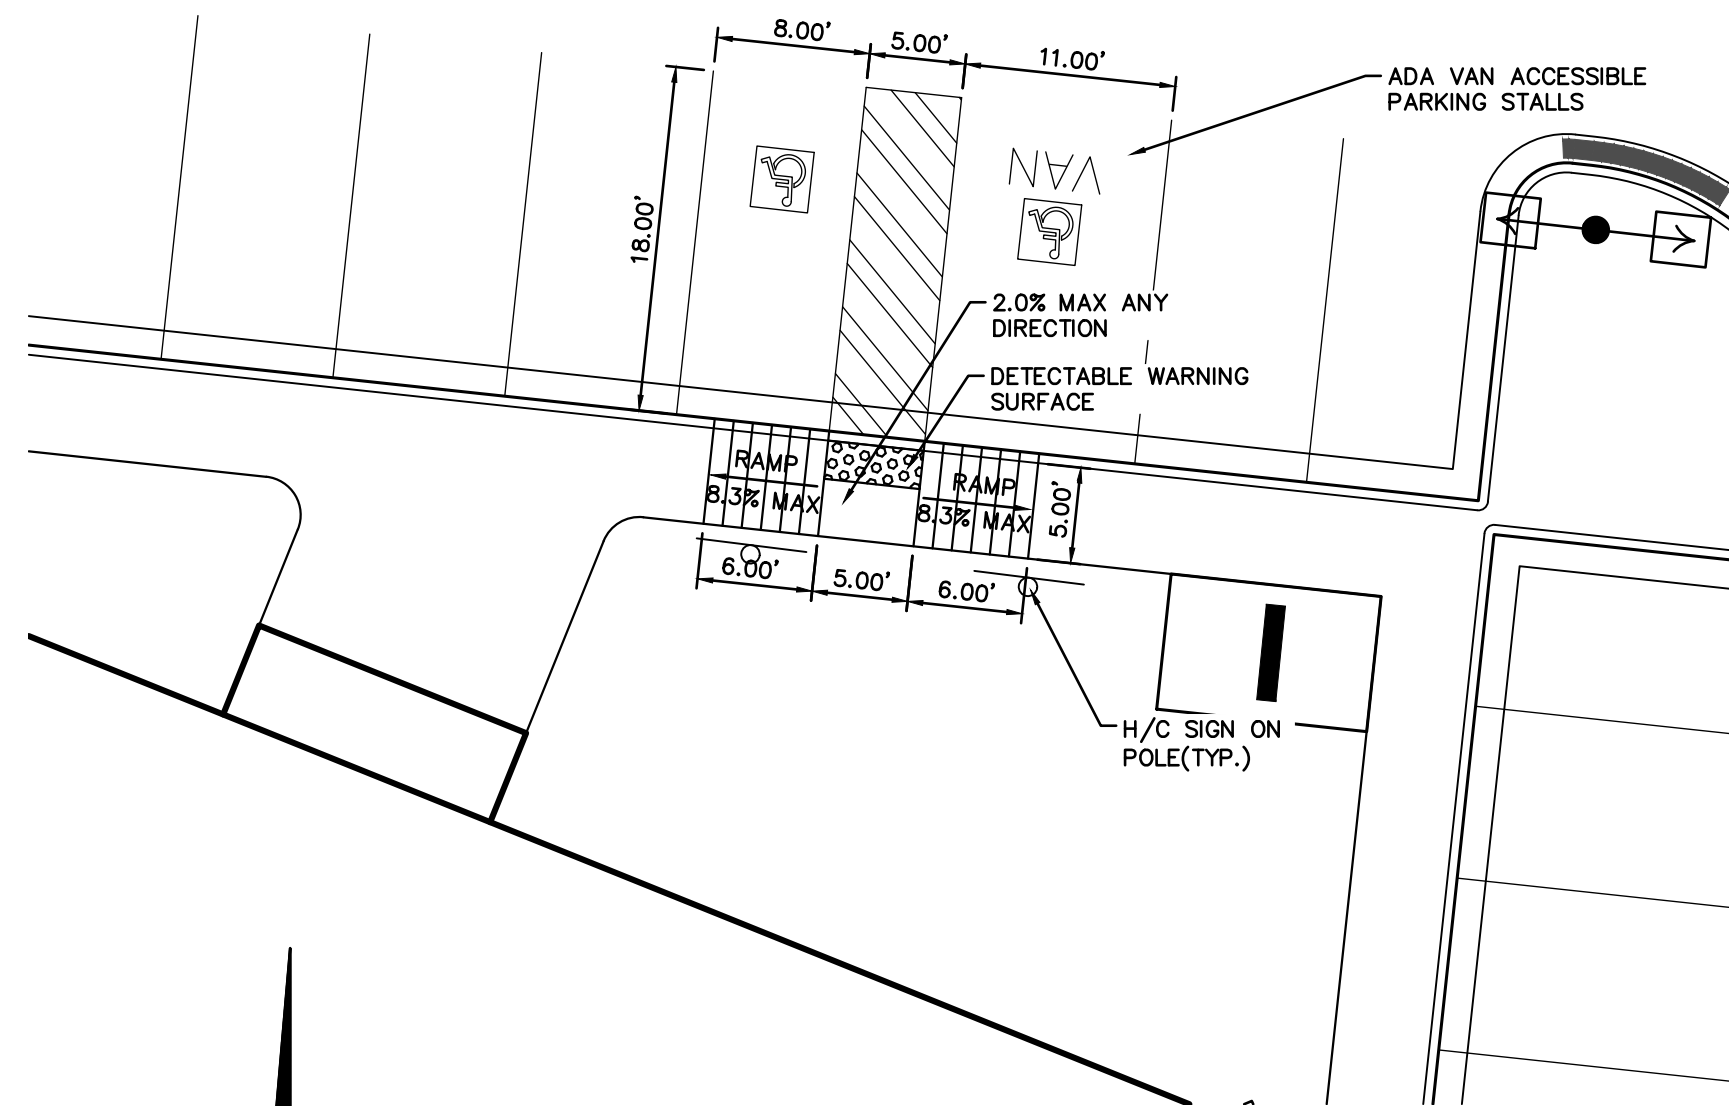 8.00'
5.00'
11.00'
ADA VAN ACCESSIBLE
PARKING STALLS
VAN
18.00'
2.0% MAX ANY
DIRECTION
DETECTABLE WARNING
SURFACE
RAMP
8.3% MAX
RAMP
8.3% MAX
5.00'
6.00'
5.00'
6.00'
H/C SIGN ON
POLE(TYP.)